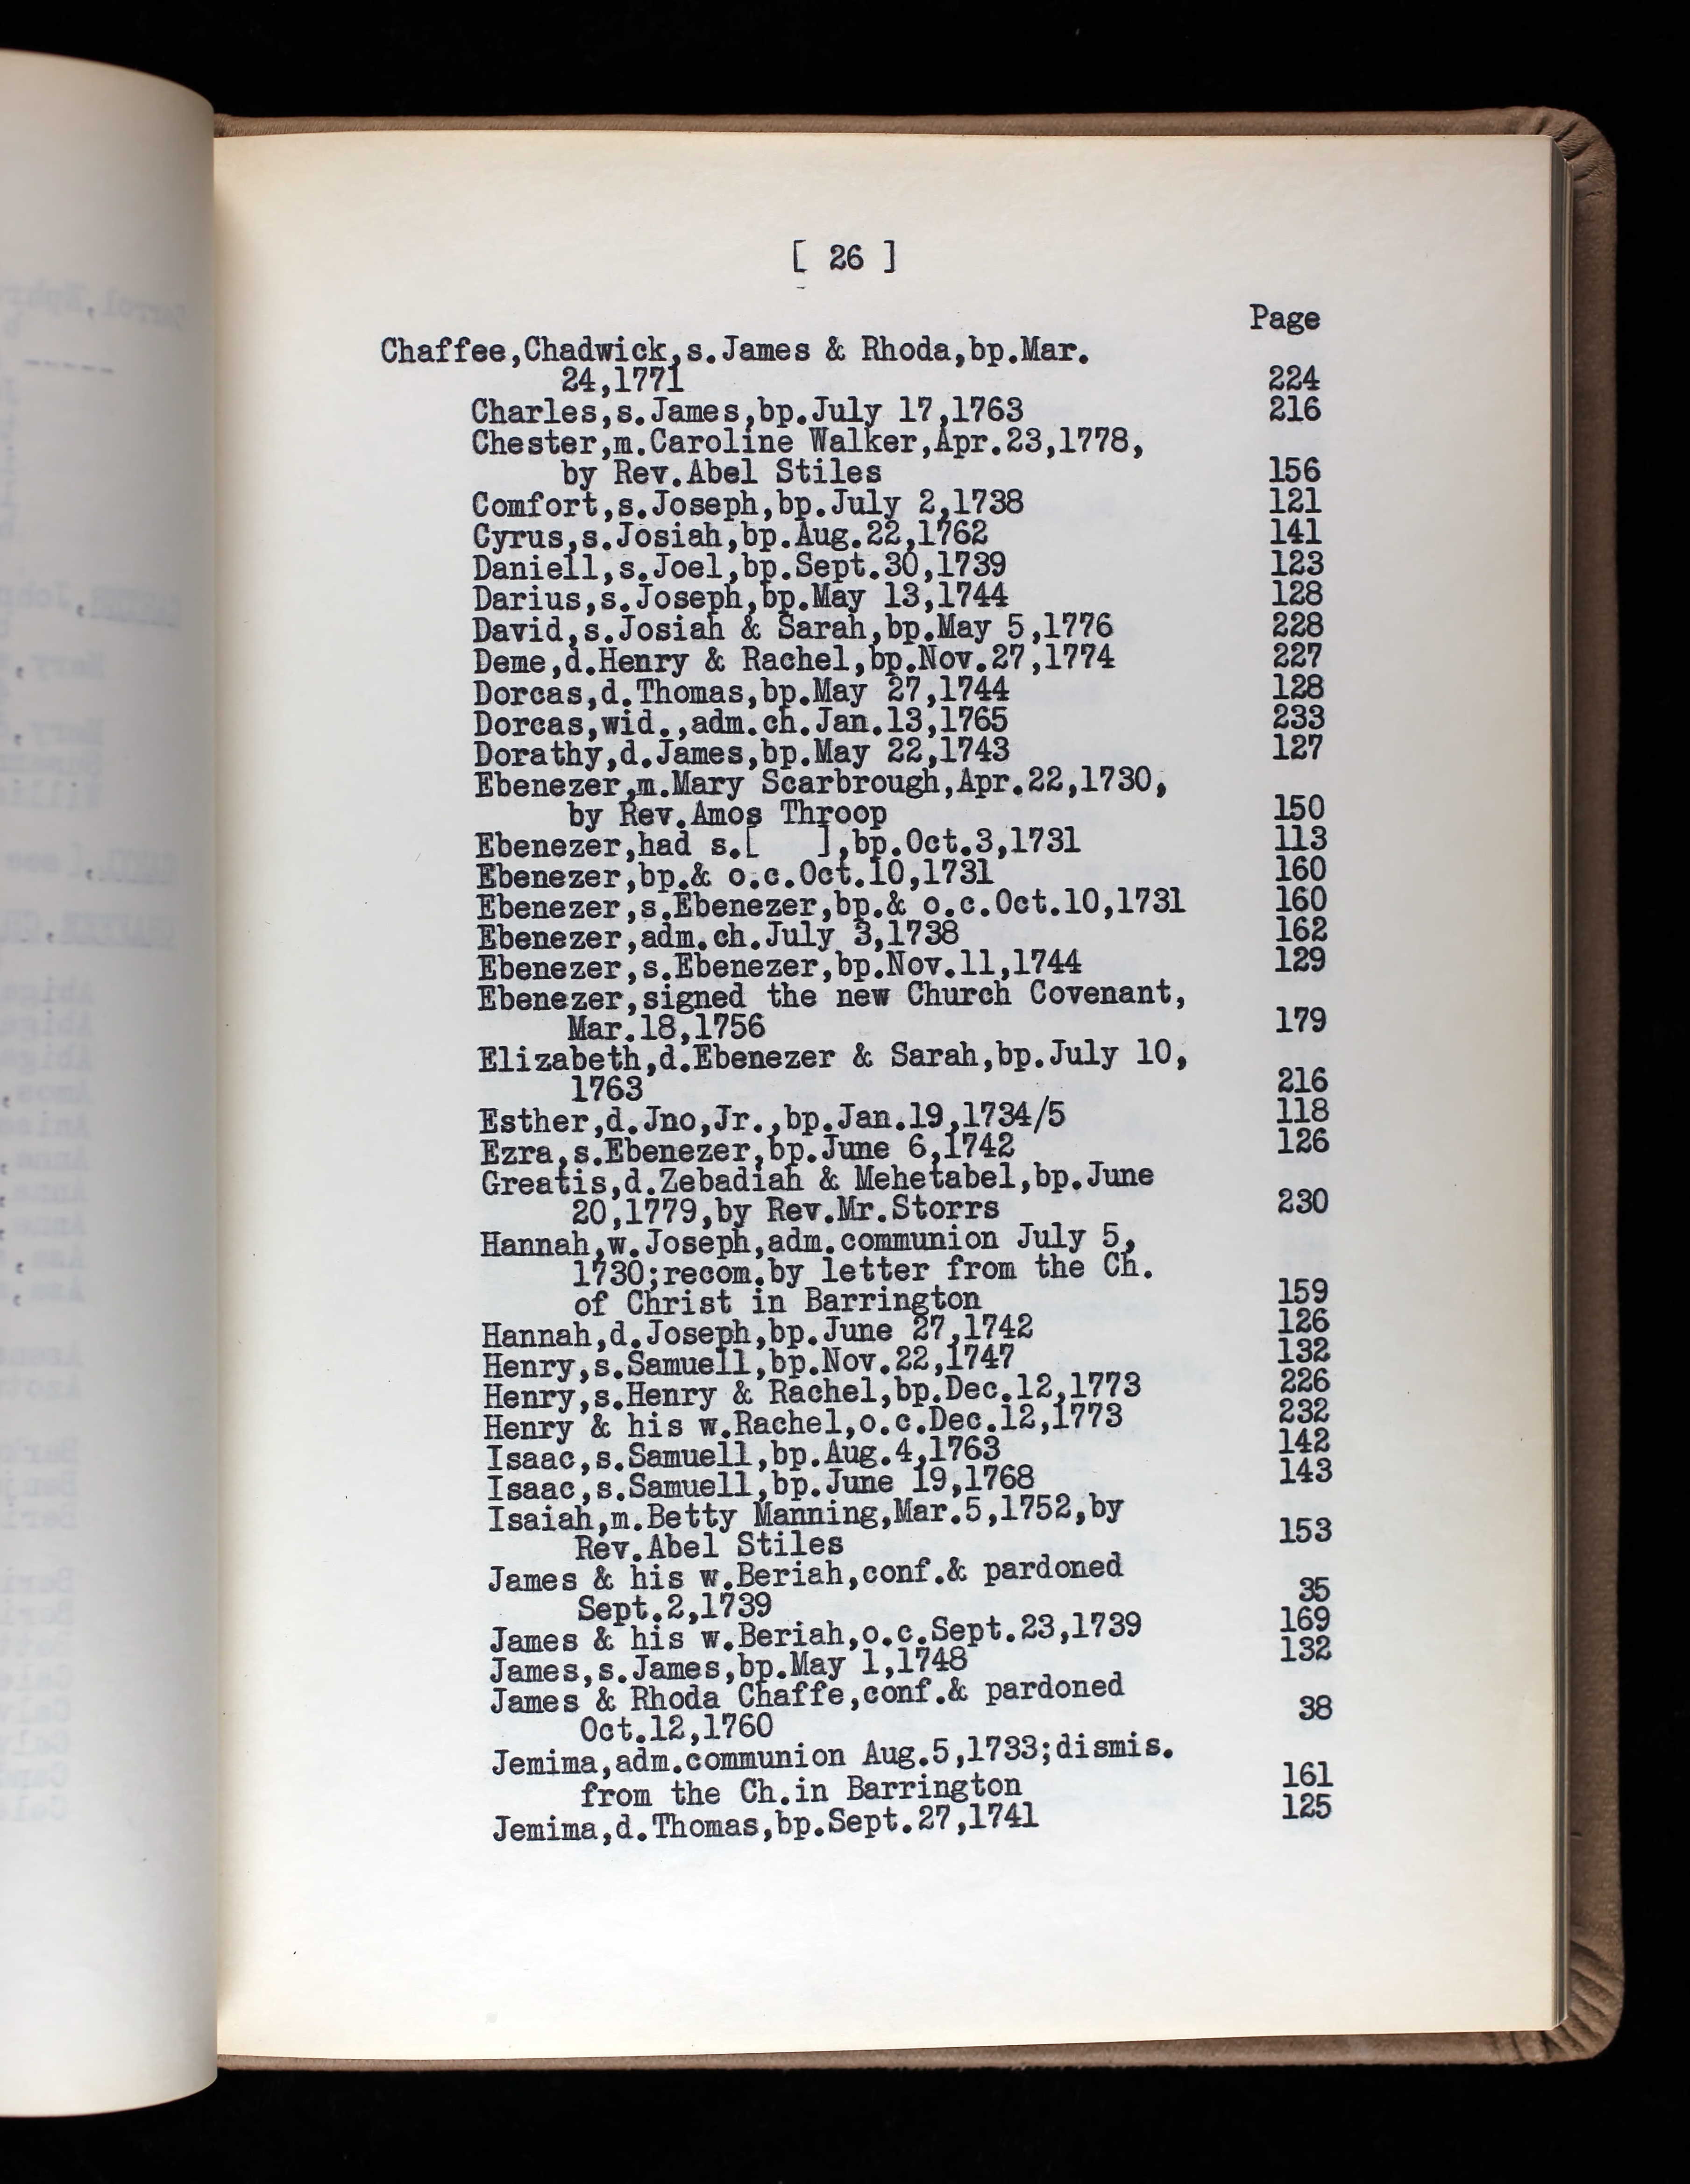 [ 26 ]
Page
Chaffee,Chadwick,s.James & Rhoda,bp.Mar.
24,1771 224
Charles,s.James,bp.July 17,1763 216
Chester,m.Caroline Walker,Apr.23,1778,
by Rev.Abel Stiles 156
Comfort,s.Joseph,bp.July 2,1738 121
Cyrus,s.Josiah,bp.Aug.22,1762 141
Daniell,s.Joel,bp.Sept.30,1739 123
Darius,s.Joseph,bp.May 13,1744 128
David,s.Josiah & Sarah,bp.May 5,1776 228
Deme,d.Henry & Rachel,bp.Nov.27,1774 227
Dorcas,d.Thomas,bp.May 27,1744 128
Dorcas,wid.,adm.ch.Jan.13,1765 233
Dorathy,d.James,bp.May 22,1743 127
Ebenezer,m.Mary Scarbrough,Apr.22,1730,
by Rev.Amos Throop 150
Ebenezer,had s.[ ],bp.Oct.3,1731 113
Ebenezer,bp.& o.c.Oct.10,1731 160
Ebenezer,s.Ebenezer,bp.& o.c.Oct.10,1731 160
Ebenezer,adm.ch.July 3,1738 162
Ebenezer,s.Ebenezer,bp.Nov.11,1744 129
Ebenezer,signed the new Church Covenant,
Mar.18,1756 179
Elizabeth,d.Ebenezer & Sarah,bp.July 10,
1763 216
Esther,d.Jno,Jr.,bp.Jan.19,1734/5 118
Ezra,s.Ebenezer,bp.June 6,1742 126
Greatis,d.Zebadiah & Mehetabel,bp.June
20,1779,by Rev.Mr.Storrs 230
Hannah,w.Joseph,adm.communion July 5,
1730;recom.by letter from the Ch.
of Christ in Barrington 159
Hannah,d.Joseph,bp.June 27,1742 126
Henry,s.Samuell,bp.Nov.22,1747 132
Henry,s.Henry & Rachel,bp.Dec.12,1773 226
Henry & his w.Rachel,o.c.Dec.12,1773 232
Isaac,s.Samuell,bp.Aug.4,1763 142
Isaac,s.Samuell,bp.June 19,1768 143
Isaiah,m.Betty Manning,Mar.5,1752,by
Rev.Abel Stiles 153
James & his w.Beriah,conf.& pardoned
Sept.2,1739 35
James & his w.Beriah,o.c.Sept.23,1739 169
James,s.James,bp.May 1,1748 132
James & Rhoda Chaffe,conf.& pardoned
Oct.12,1760 38
Jemima,adm.communion Aug.5,1733;dismis.
from the Ch.in Barrington 161
Jemima,d.Thomas,bp.Sept.27,1741 125